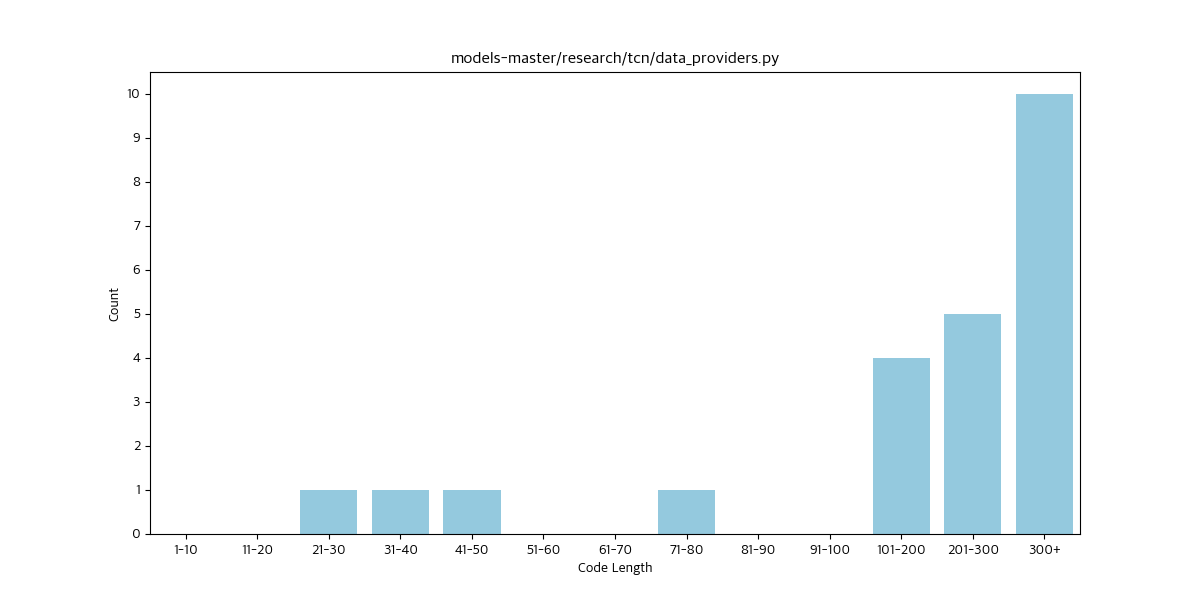 models-master/research/tcn/data_providers.py
10
9
8
7
6
5
4
3
2
1
0
Count
1-10 11-20 21-30 31-40 41-50 51-60 61-70 71-80 81-90 91-100 101-200 201-300 300+
Code Length